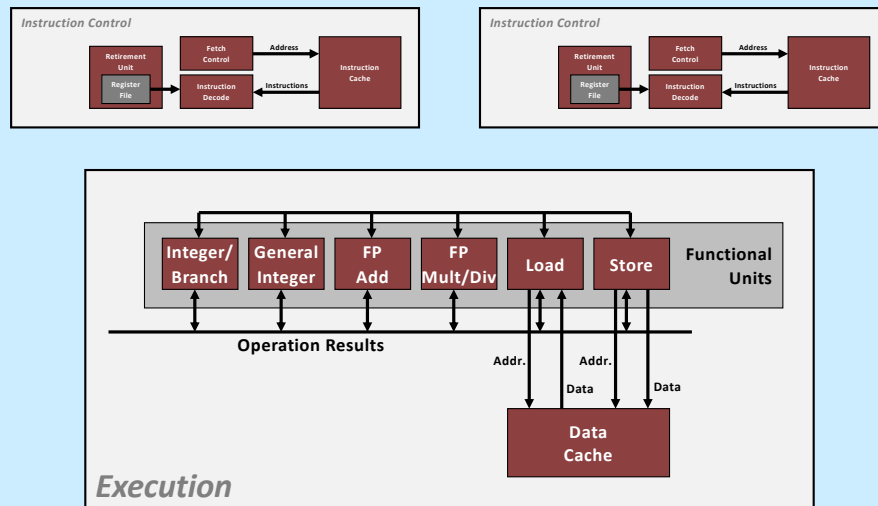 Instruction Control
Retirement
Unit
Register
File
Fetch
Control
Address
Instruction
Decode
Instructions
Instruction
Cache
Instruction Control
Retirement
Unit
Register
File
Fetch
Control
Address
Instruction
Decode
Instructions
Instruction
Cache
Integer/
Branch
General
Integer
FP
Add
FP
Mult/Div
Load
Store
Functional
Units
Operation Results
Addr.
Data
Addr.
Data
Data
Cache
Execution